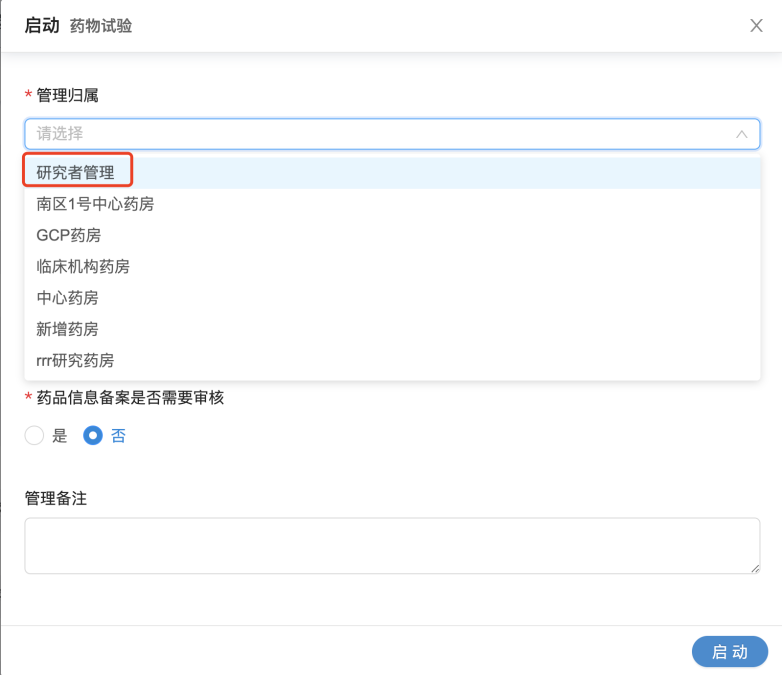 启动 药物试验
* 管理归属
请选择
研究者管理
南区1号中心药房
GCP药房
临床机构药房
中心药房
新增药房
rrr研究药房
* 药品信息备案是否需要审核
是 否
管理备注
启 动